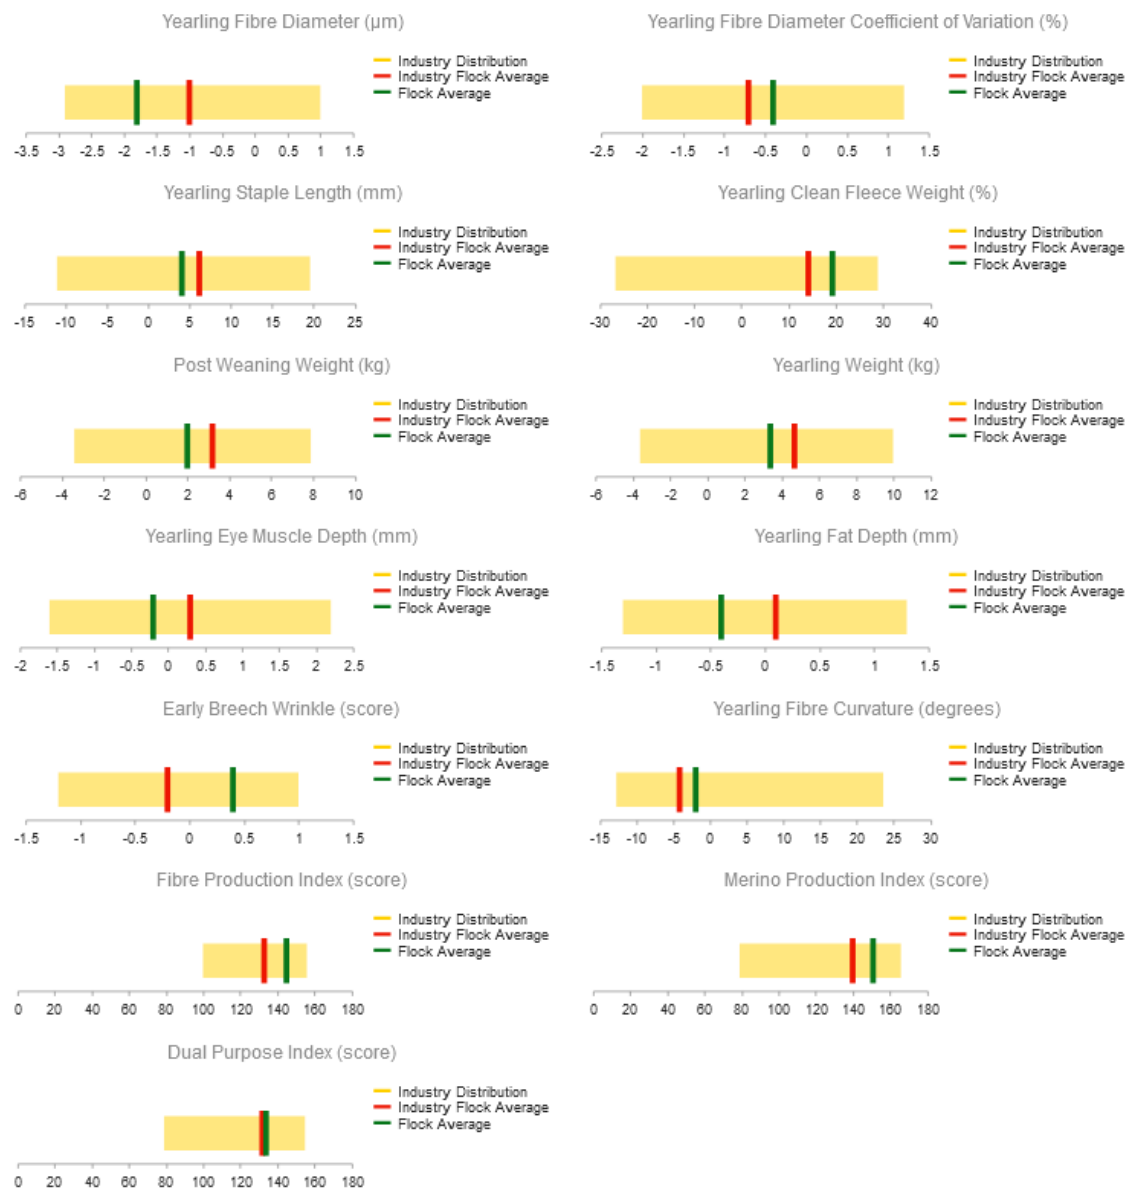 Yearling Fibre Diameter (µm)
Industry Distribution
Industry Flock Average
Flock Average
-3.5 -3 -2.5 -2 -1.5 -1 -0.5 0 0.5 1 1.5
Yearling Fibre Diameter Coefficient of Variation (%)
Industry Distribution
Industry Flock Average
Flock Average
-2.5 -2 -1.5 -1 -0.5 0 0.5 1 1.5
Yearling Staple Length (mm)
Industry Distribution
Industry Flock Average
Flock Average
-15 -10 -5 0 5 10 15 20 25
Yearling Clean Fleece Weight (%)
Industry Distribution
Industry Flock Average
Flock Average
-30 -20 -10 0 10 20 30 40
Post Weaning Weight (kg)
Industry Distribution
Industry Flock Average
Flock Average
-6 -4 -2 0 2 4 6 8 10
Yearling Weight (kg)
Industry Distribution
Industry Flock Average
Flock Average
-6 -4 -2 0 2 4 6 8 10 12
Yearling Eye Muscle Depth (mm)
Industry Distribution
Industry Flock Average
Flock Average
-2 -1.5 -1 -0.5 0 0.5 1 1.5 2 2.5
Yearling Fat Depth (mm)
Industry Distribution
Industry Flock Average
Flock Average
-1.5 -1 -0.5 0 0.5 1 1.5
Early Breech Wrinkle (score)
Industry Distribution
Industry Flock Average
Flock Average
-1.5 -1 -0.5 0 0.5 1 1.5
Yearling Fibre Curvature (degrees)
Industry Distribution
Industry Flock Average
Flock Average
-15 -10 -5 0 5 10 15 20 25 30
Fibre Production Index (score)
Industry Distribution
Industry Flock Average
Flock Average
0 20 40 60 80 100 120 140 160 180
Merino Production Index (score)
Industry Distribution
Industry Flock Average
Flock Average
0 20 40 60 80 100 120 140 160 180
Dual Purpose Index (score)
Industry Distribution
Industry Flock Average
Flock Average
0 20 40 60 80 100 120 140 160 180